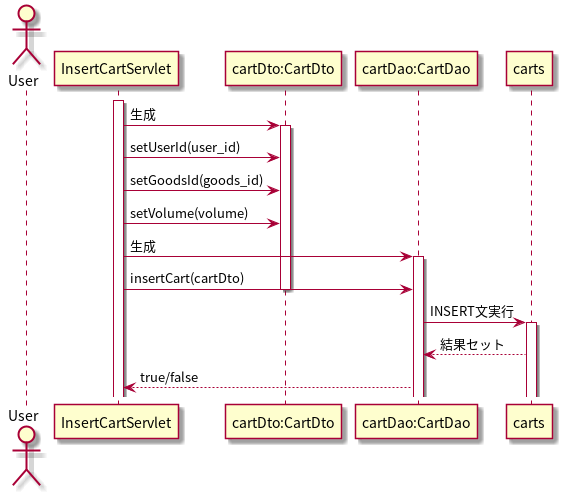 User
InsertCartServlet
cartDto:CartDto
cartDao:CartDao
carts
生成
setUserId(user_id)
setGoodsId(goods_id)
setVolume(volume)
生成
insertCart(cartDto)
INSERT文実行
結果セット
true/false
User
InsertCartServlet
cartDto:CartDto
cartDao:CartDao
carts